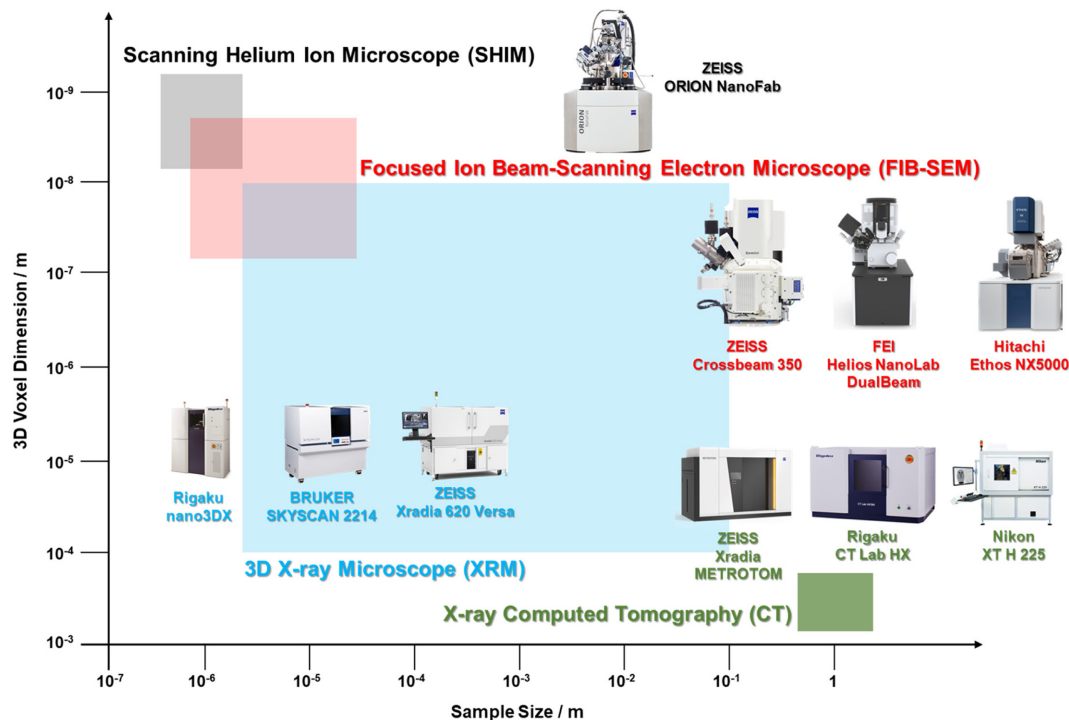 Scanning Helium Ion Microscope (SHIM)
ZEISS
ORION NanoFab
ORION
Focused Ion Beam-Scanning Electron Microscope (FIB-SEM)
ZEISS
Crossbeam 350
FEI
Helios NanoLab
DualBeam
Hitachi
Ethos NX5000
Rigaku
nano3DX
BRUKER
SKYSCAN 2214
ZEISS
Xradia 620 Versa
ZEISS
Xradia
METROTOM
Rigaku
CT Lab HX
Nikon
XT H 225
3D X-ray Microscope (XRM)
X-ray Computed Tomography (CT)
3D Voxel Dimension / m
10⁻⁹
10⁻⁸
10⁻⁷
10⁻⁶
10⁻⁵
10⁻⁴
10⁻³
10⁻⁷ 10⁻⁶ 10⁻⁵ 10⁻⁴ 10⁻³ 10⁻² 10⁻¹ 1
Sample Size / m